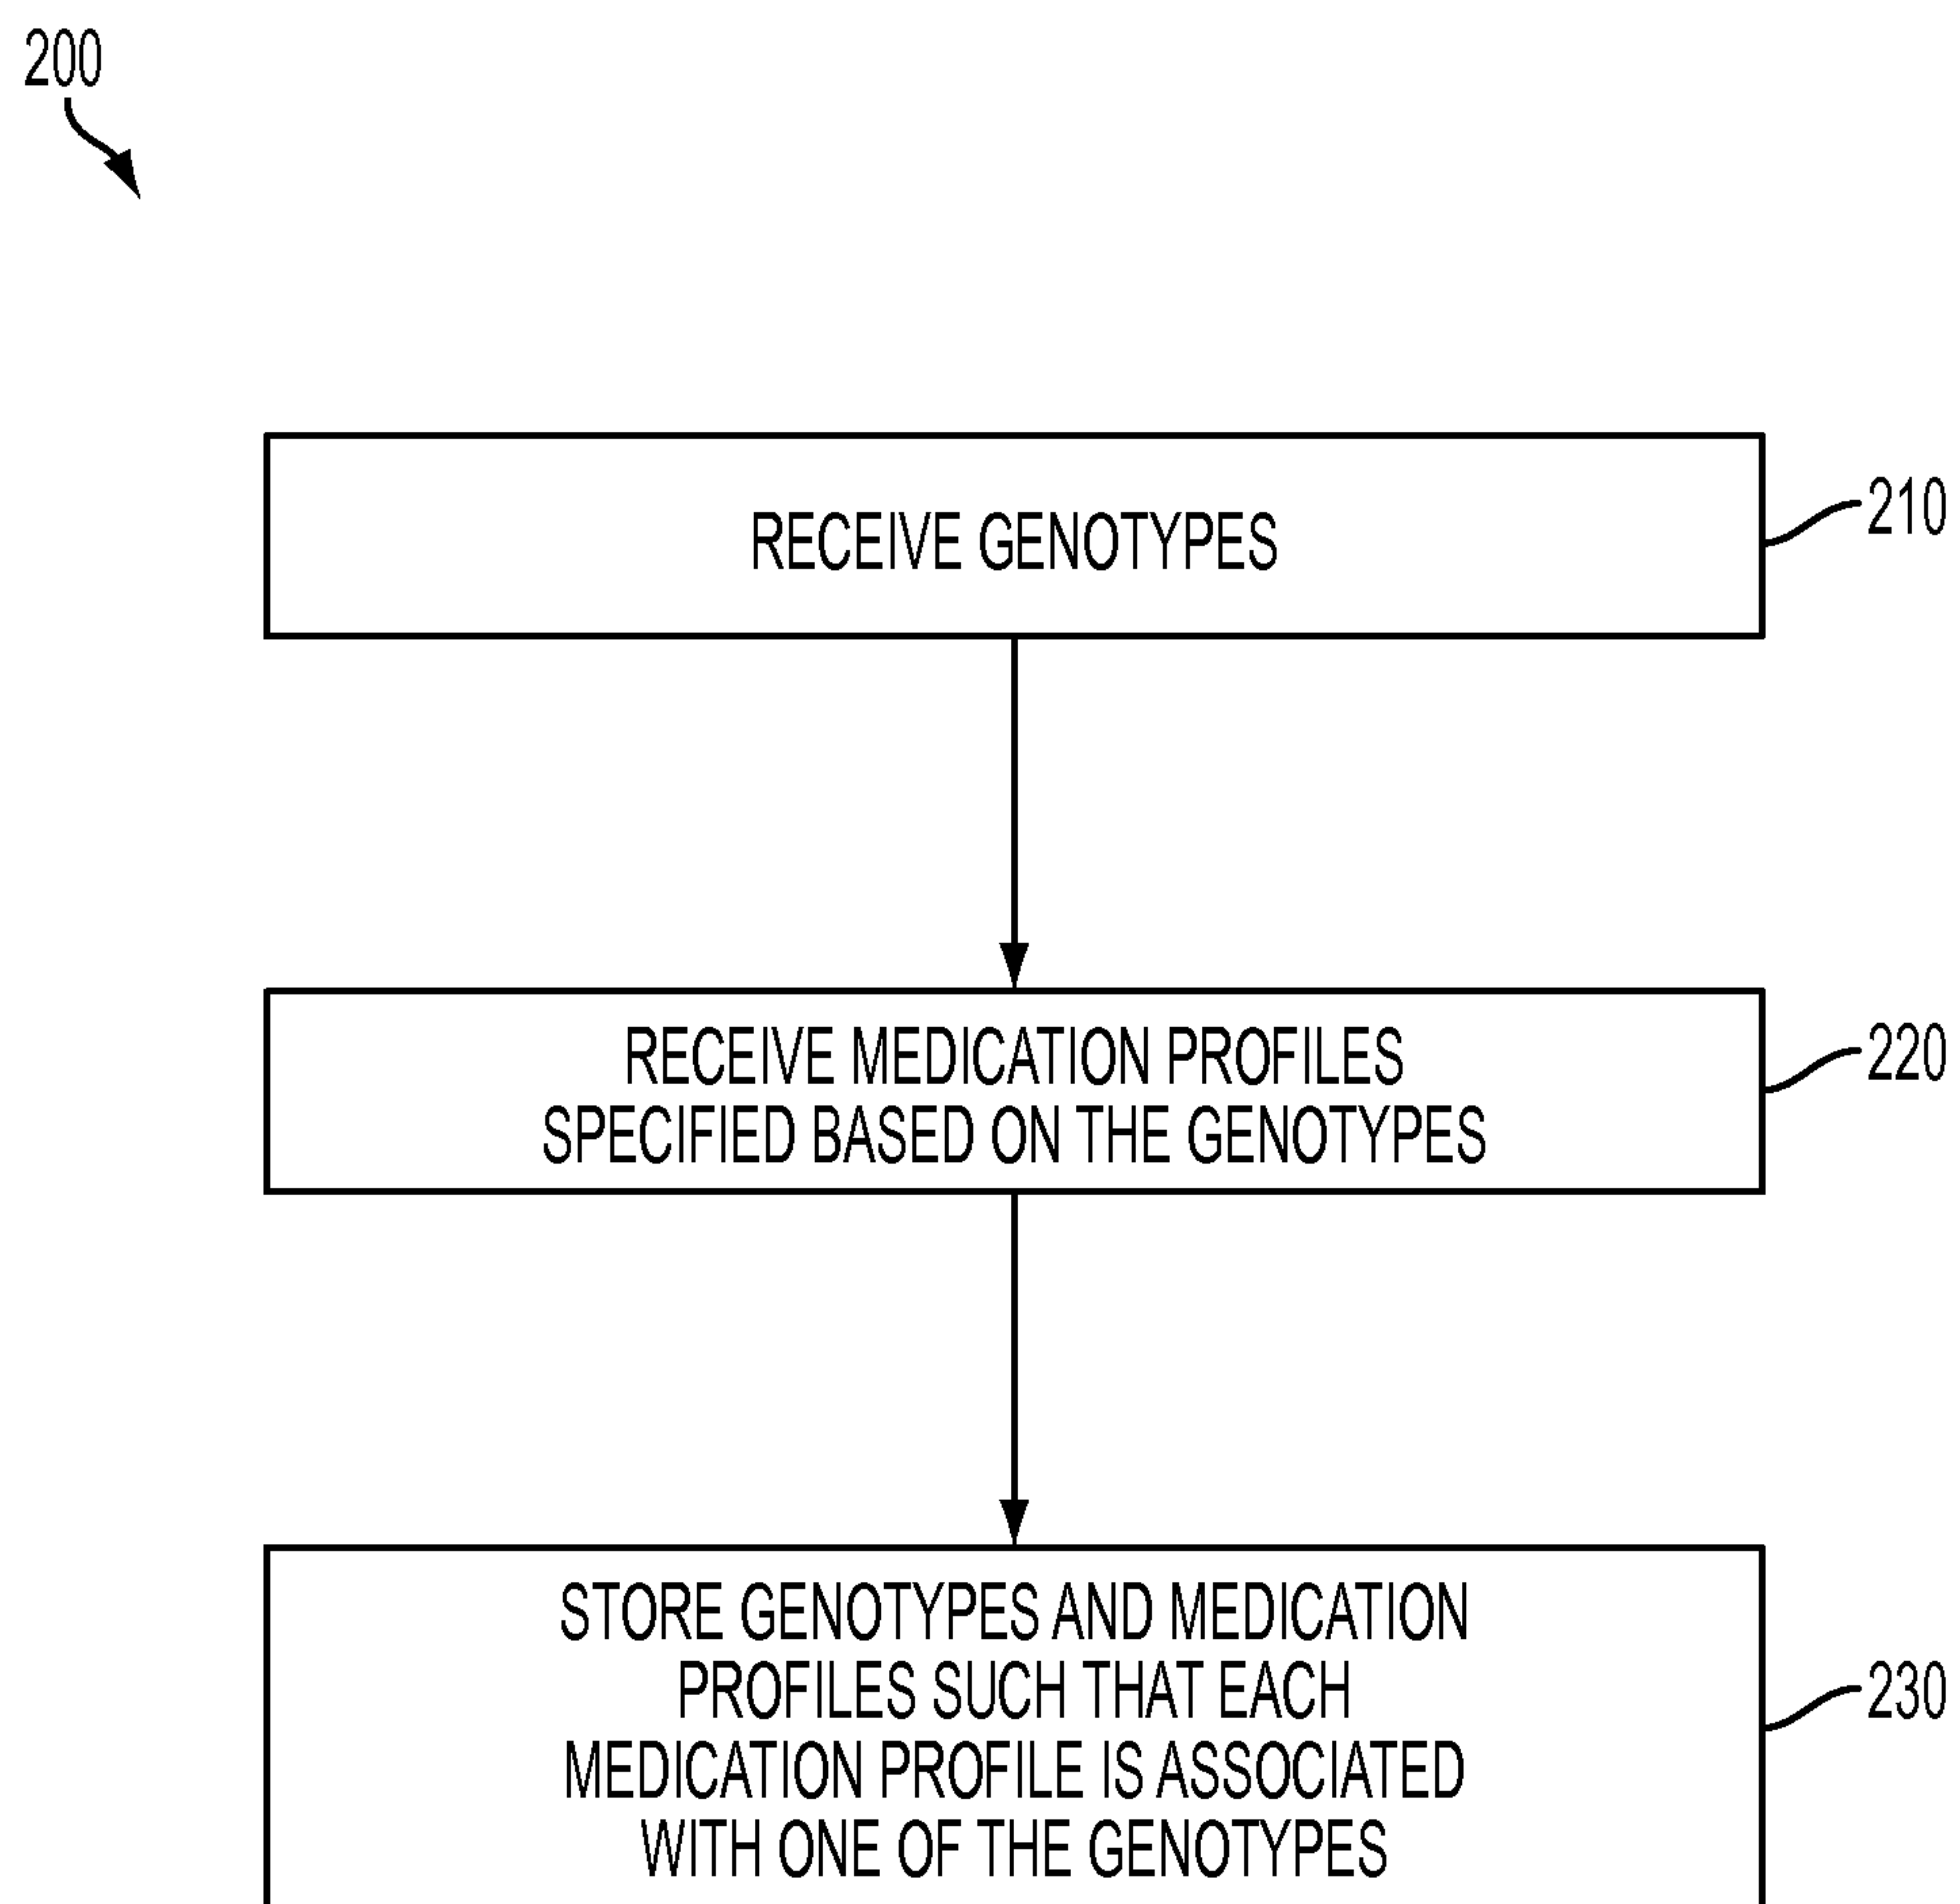 200
RECEIVE GENOTYPES
210
RECEIVE MEDICATION PROFILES
SPECIFIED BASED ON THE GENOTYPES
220
STORE GENOTYPES AND MEDICATION
PROFILES SUCH THAT EACH
MEDICATION PROFILE IS ASSOCIATED
WITH ONE OF THE GENOTYPES
230